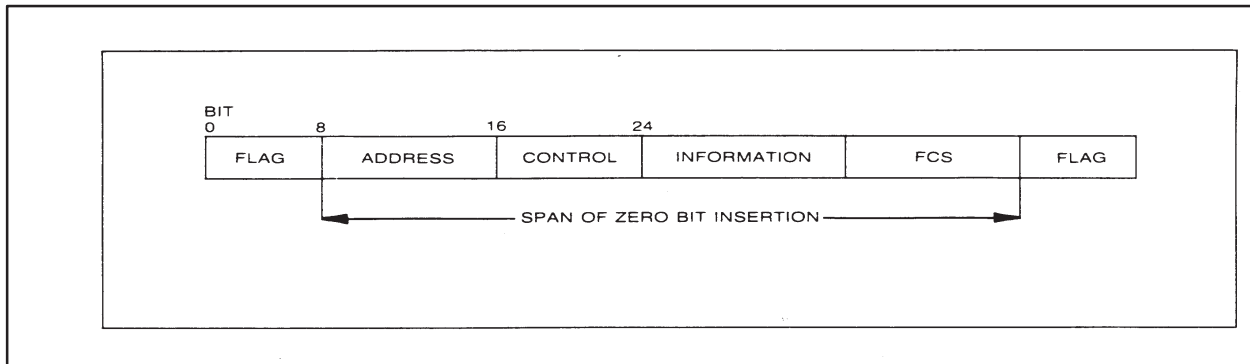 BIT
0 8 16 24
FLAG ADDRESS CONTROL INFORMATION FCS FLAG
SPAN OF ZERO BIT INSERTION